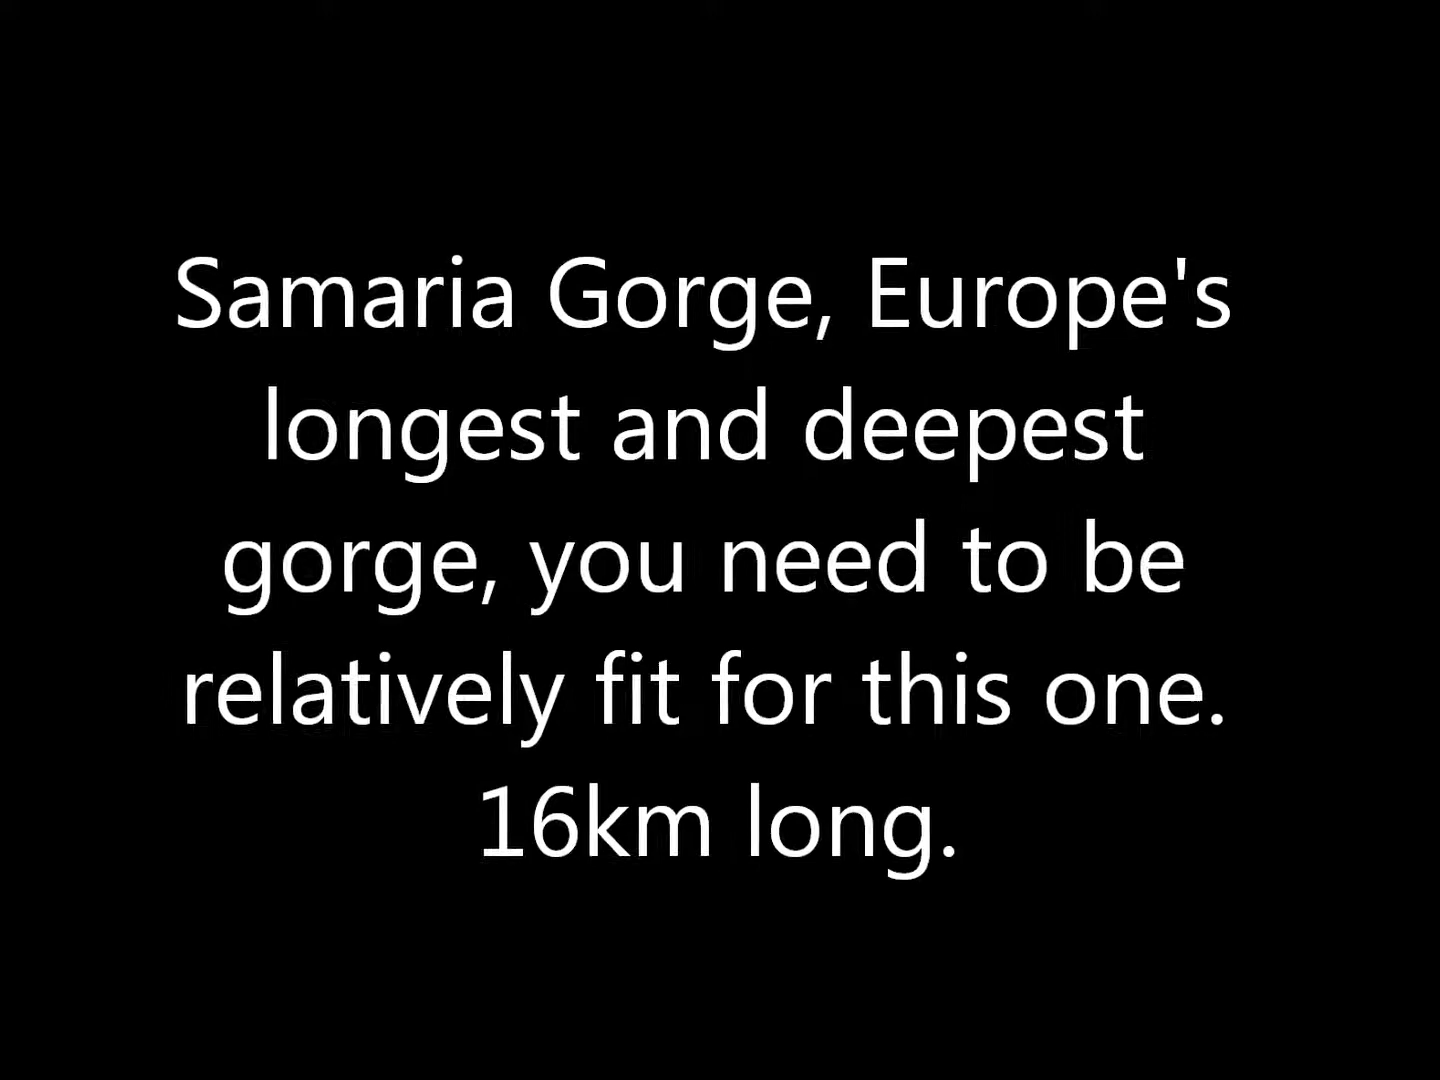 Samaria Gorge, Europe's
longest and deepest
gorge, you need to be
relatively fit for this one.
16km long.